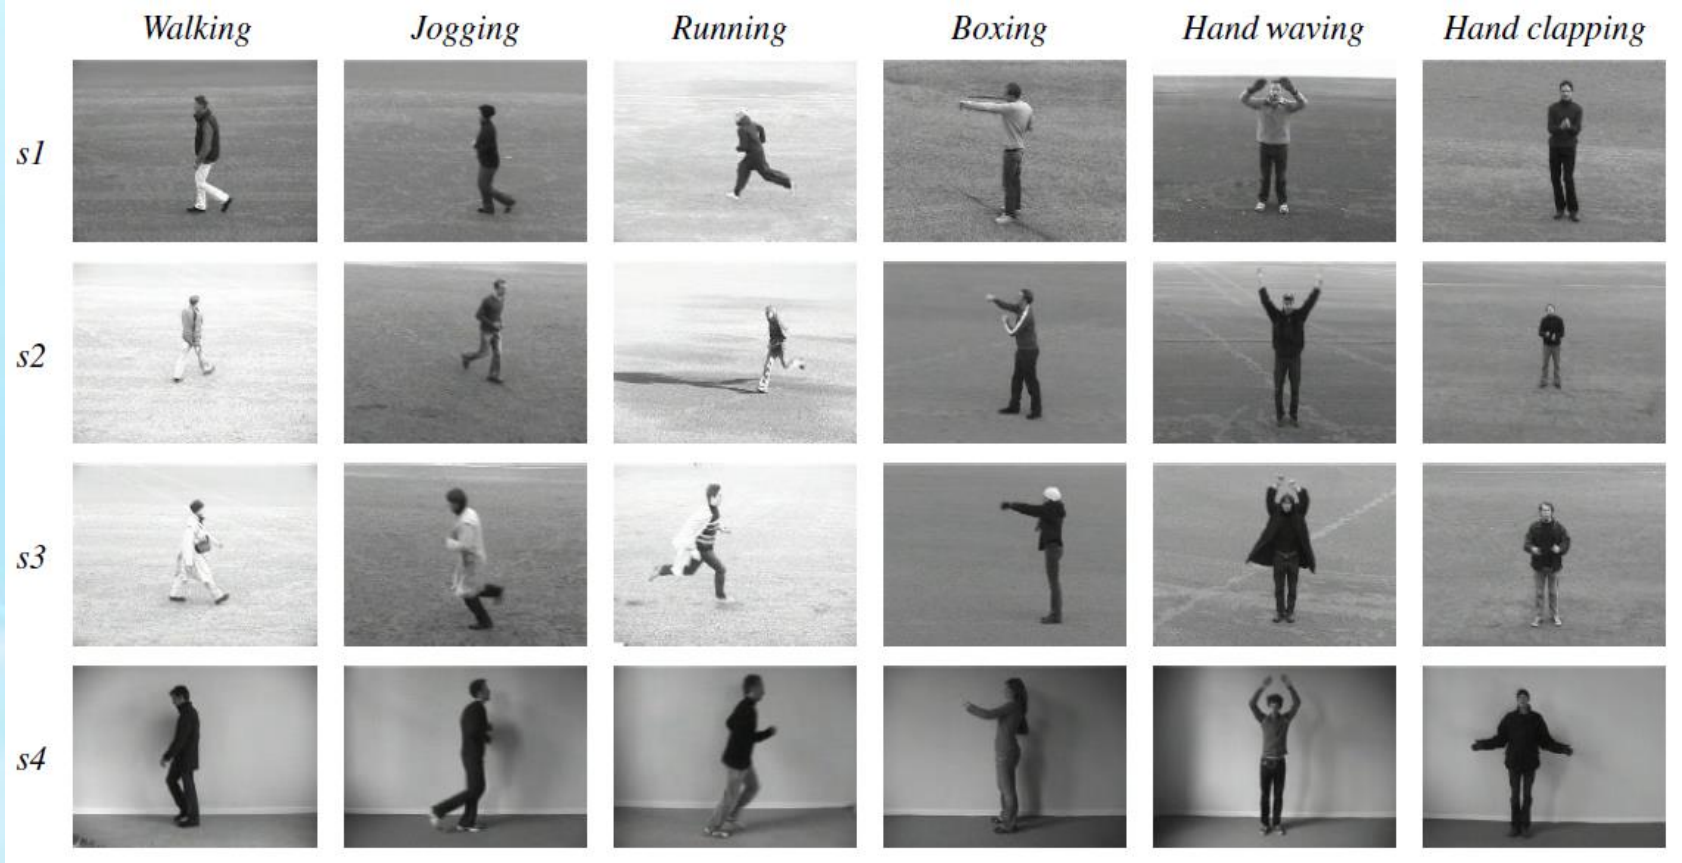 Walking Jogging Running Boxing Hand waving Hand clapping
s1
s2
s3
s4